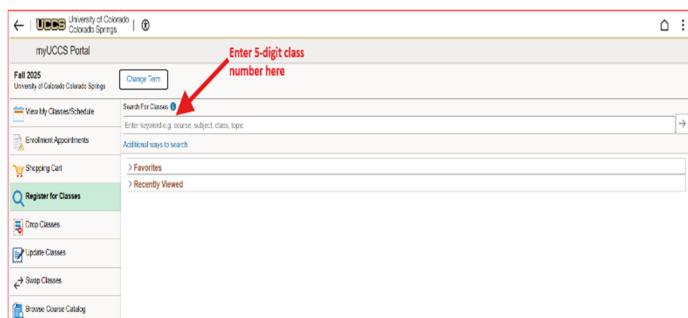 UCCS University of Colorado
Colorado Springs
myUCCS Portal
Enter 5-digit class
number here
Fall 2025
University of Colorado Colorado Springs
Change Term
View My Classes/Schedule
Search For Classes
Enter keyword e.g. course, subject, class, topic
Additional ways to search
Enrollment Appointments
Shopping Cart
Favorites
Recently Viewed
Register for Classes
Drop Classes
Update Classes
Swap Classes
Browse Course Catalog